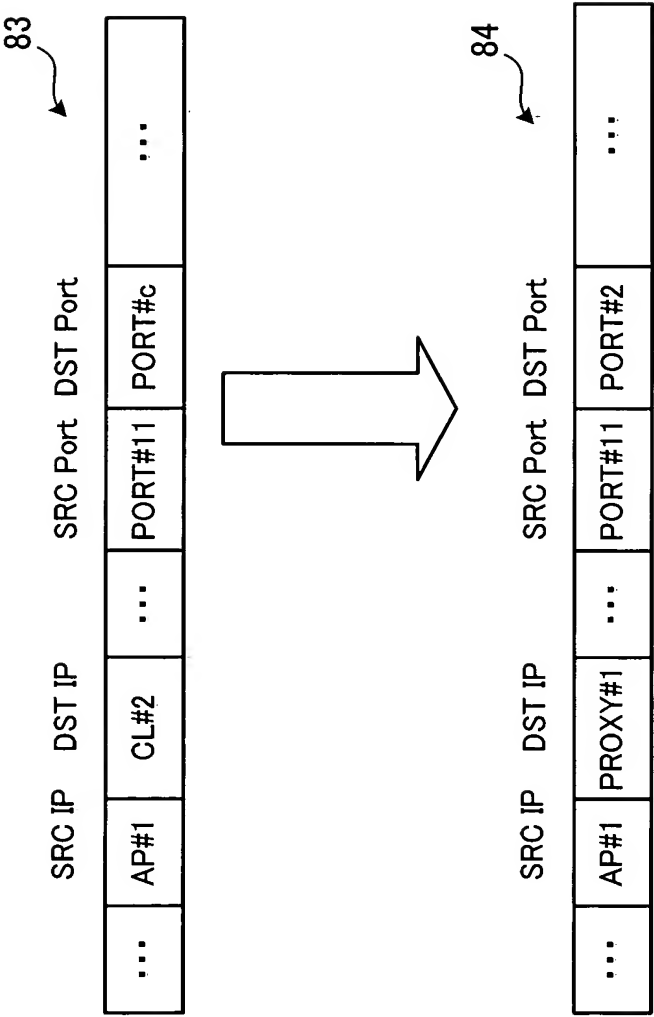 83
SRC IP DST IP SRC Port DST Port
... AP#1 CL#2 ... PORT#11 PORT#c ...
84
SRC IP DST IP SRC Port DST Port
... AP#1 PROXY#1 ... PORT#11 PORT#2 ...